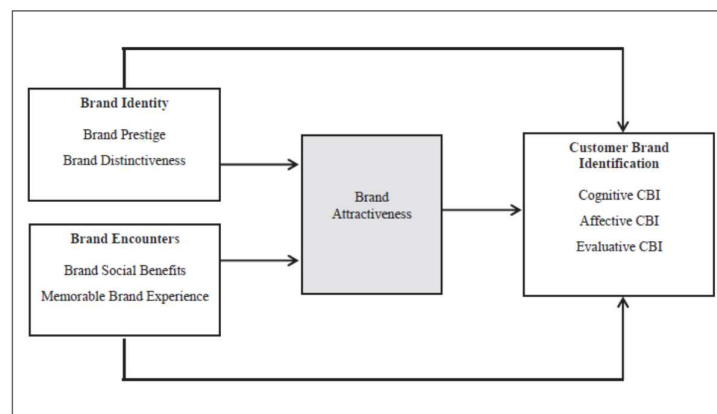 Brand Identity
Brand Prestige
Brand Distinctiveness
Brand Encounters
Brand Social Benefits
Memorable Brand Experience
Brand
Attractiveness
Customer Brand
Identification
Cognitive CBI
Affective CBI
Evaluative CBI